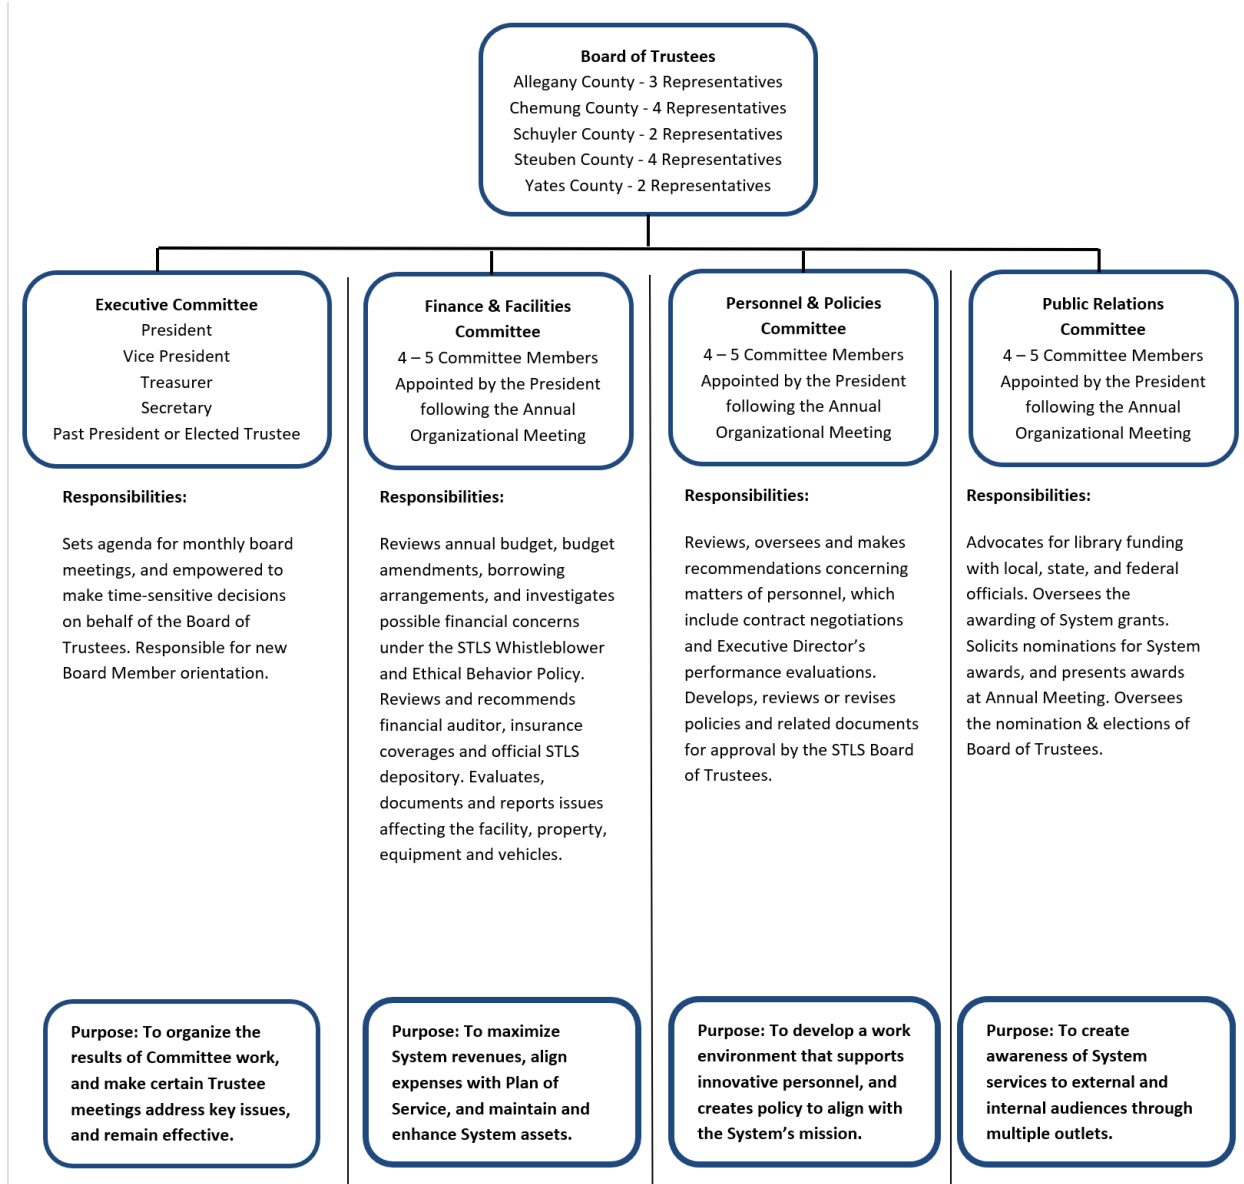 Board of Trustees
Allegany County - 3 Representatives
Chemung County - 4 Representatives
Schuyler County - 2 Representatives
Steuben County - 4 Representatives
Yates County - 2 Representatives
Executive Committee
President
Vice President
Treasurer
Secretary
Past President or Elected Trustee
Responsibilities:
Sets agenda for monthly board
meetings, and empowered to
make time-sensitive decisions
on behalf of the Board of
Trustees. Responsible for new
Board Member orientation.
Purpose: To organize the
results of Committee work,
and make certain Trustee
meetings address key issues,
and remain effective.
Finance & Facilities
Committee
4 – 5 Committee Members
Appointed by the President
following the Annual
Organizational Meeting
Responsibilities:
Reviews annual budget, budget
amendments, borrowing
arrangements, and investigates
possible financial concerns
under the STLS Whistleblower
and Ethical Behavior Policy.
Reviews and recommends
financial auditor, insurance
coverages and official STLS
depository. Evaluates,
documents and reports issues
affecting the facility, property,
equipment and vehicles.
Purpose: To maximize
System revenues, align
expenses with Plan of
Service, and maintain and
enhance System assets.
Personnel & Policies
Committee
4 – 5 Committee Members
Appointed by the President
following the Annual
Organizational Meeting
Responsibilities:
Reviews, oversees and makes
recommendations concerning
matters of personnel, which
include contract negotiations
and Executive Director’s
performance evaluations.
Develops, reviews or revises
policies and related documents
for approval by the STLS Board
of Trustees.
Purpose: To develop a work
environment that supports
innovative personnel, and
creates policy to align with
the System’s mission.
Public Relations
Committee
4 – 5 Committee Members
Appointed by the President
following the Annual
Organizational Meeting
Responsibilities:
Advocates for library funding
with local, state, and federal
officials. Oversees the
awarding of System grants.
Solicits nominations for System
awards, and presents awards
at Annual Meeting. Oversees
the nomination & elections of
Board of Trustees.
Purpose: To create
awareness of System
services to external and
internal audiences through
multiple outlets.